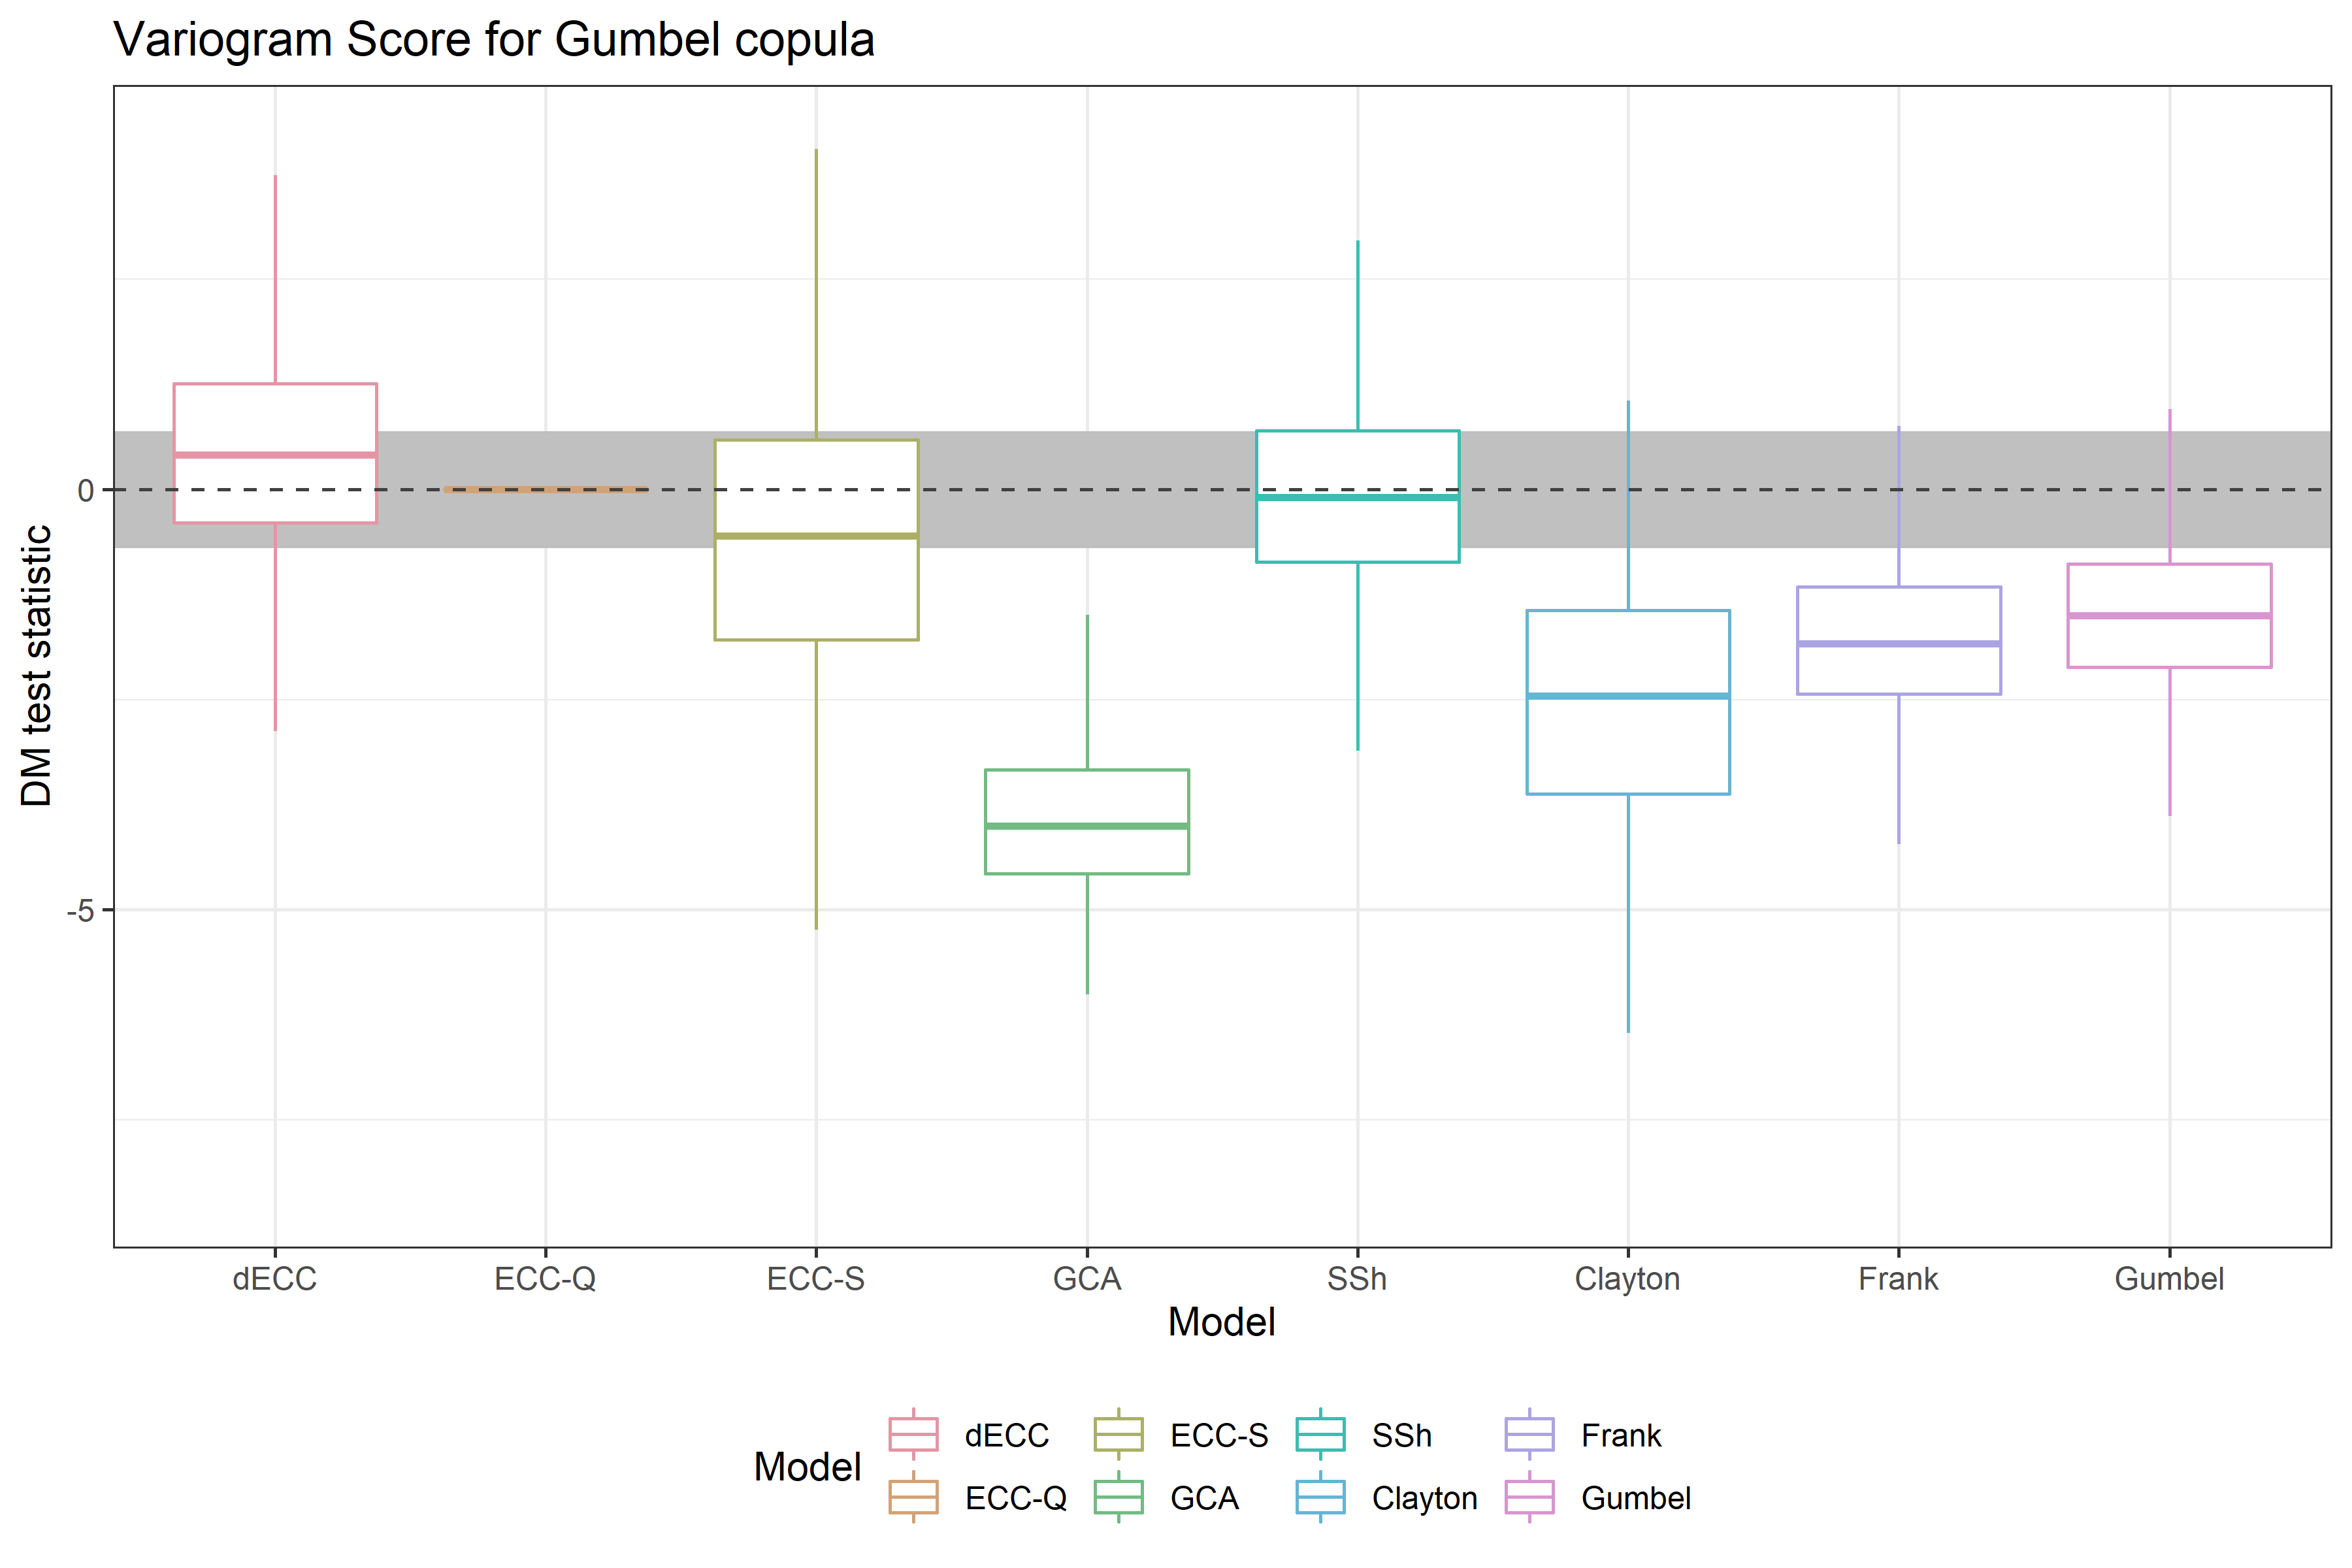 Variogram Score for Gumbel copula
DM test statistic
0
-5
dECC ECC-Q ECC-S GCA SSh Clayton Frank Gumbel
Model
Model
dECC ECC-S SSh Frank
ECC-Q GCA Clayton Gumbel